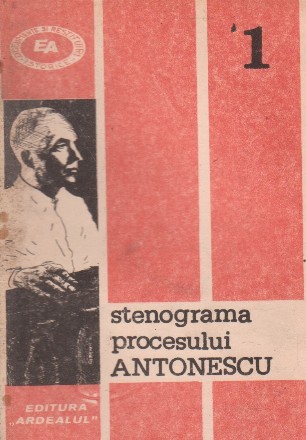 EA
1
stenograma
procesului
ANTONESCU
EDITURA
„ARDEALUL"